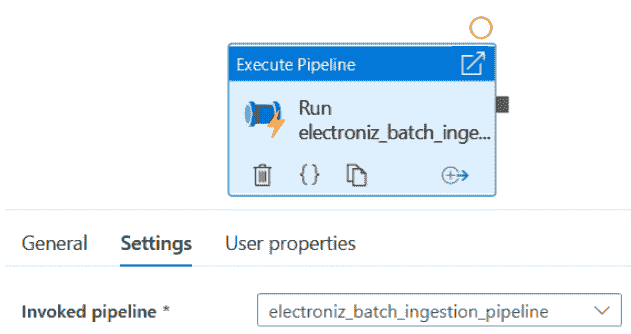 Execute Pipeline
Run
electroniz_batch_inge...
{}
General Settings User properties
Invoked pipeline * electroniz_batch_ingestion_pipeline